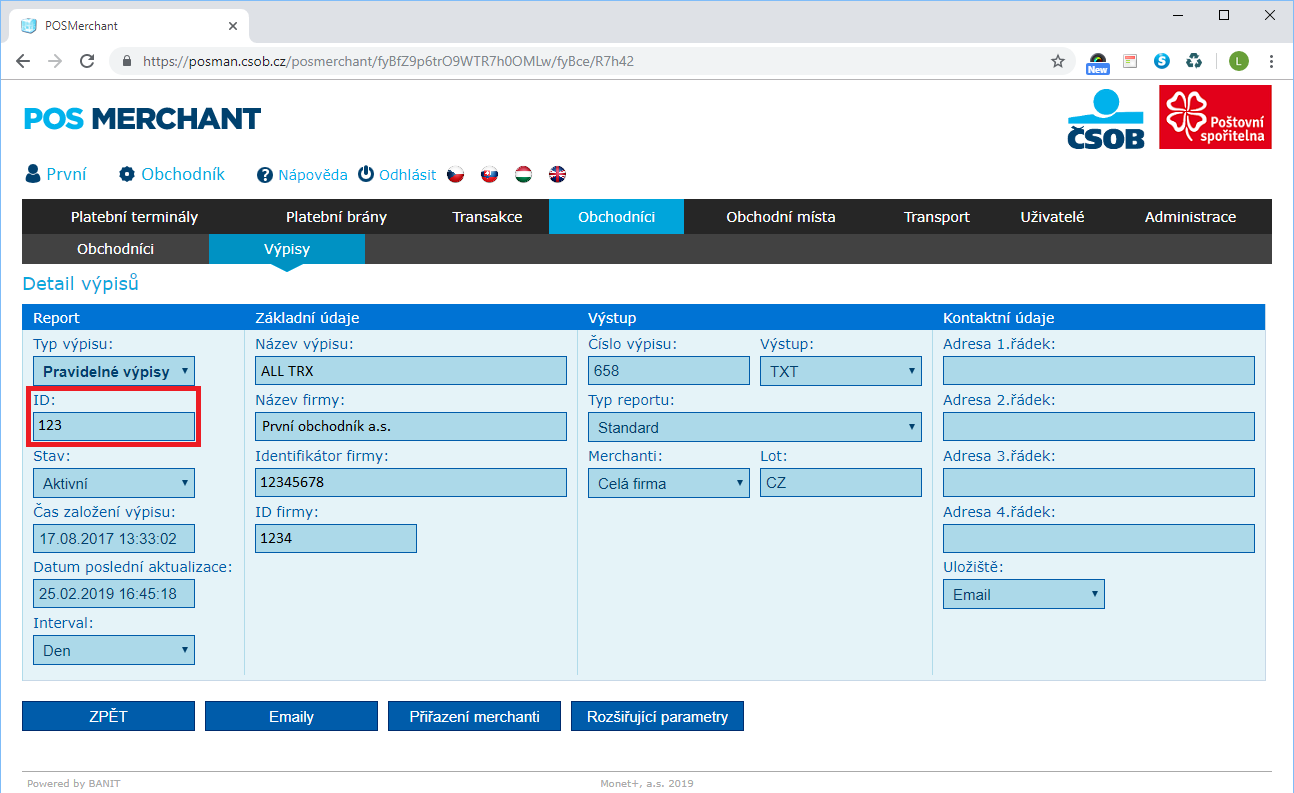 POSMerchant
https://posman.csob.cz/posmerchant/fyBfZ9p6trO9WTR7h0OMLw/fyBce/R7h42
New
S
L
POS MERCHANT
ČSOB
Poštovní
spořitelna
První Obchodník Nápověda Odhlásit
Platební terminály Platební brány Transakce Obchodníci Obchodní místa Transport Uživatelé Administrace
Obchodníci Výpisy
Detail výpisů
Report
Typ výpisu:
Pravidelné výpisy
ID:
123
Stav:
Aktivní
Čas založení výpisu:
17.08.2017 13:33:02
Datum poslední aktualizace:
25.02.2019 16:45:18
Interval:
Den
Základní údaje
Název výpisu:
ALL TRX
Název firmy:
První obchodník a.s.
Identifikátor firmy:
12345678
ID firmy:
1234
Výstup
Číslo výpisu: Výstup:
658 TXT
Typ reportu:
Standard
Merchanti: Lot:
Celá firma CZ
Kontaktní údaje
Adresa 1.řádek:
Adresa 2.řádek:
Adresa 3.řádek:
Adresa 4.řádek:
Uložiště:
Email
ZPĚT Emaily Přiřazení merchanti Rozšiřující parametry
Powered by BANIT Monet+, a.s. 2019